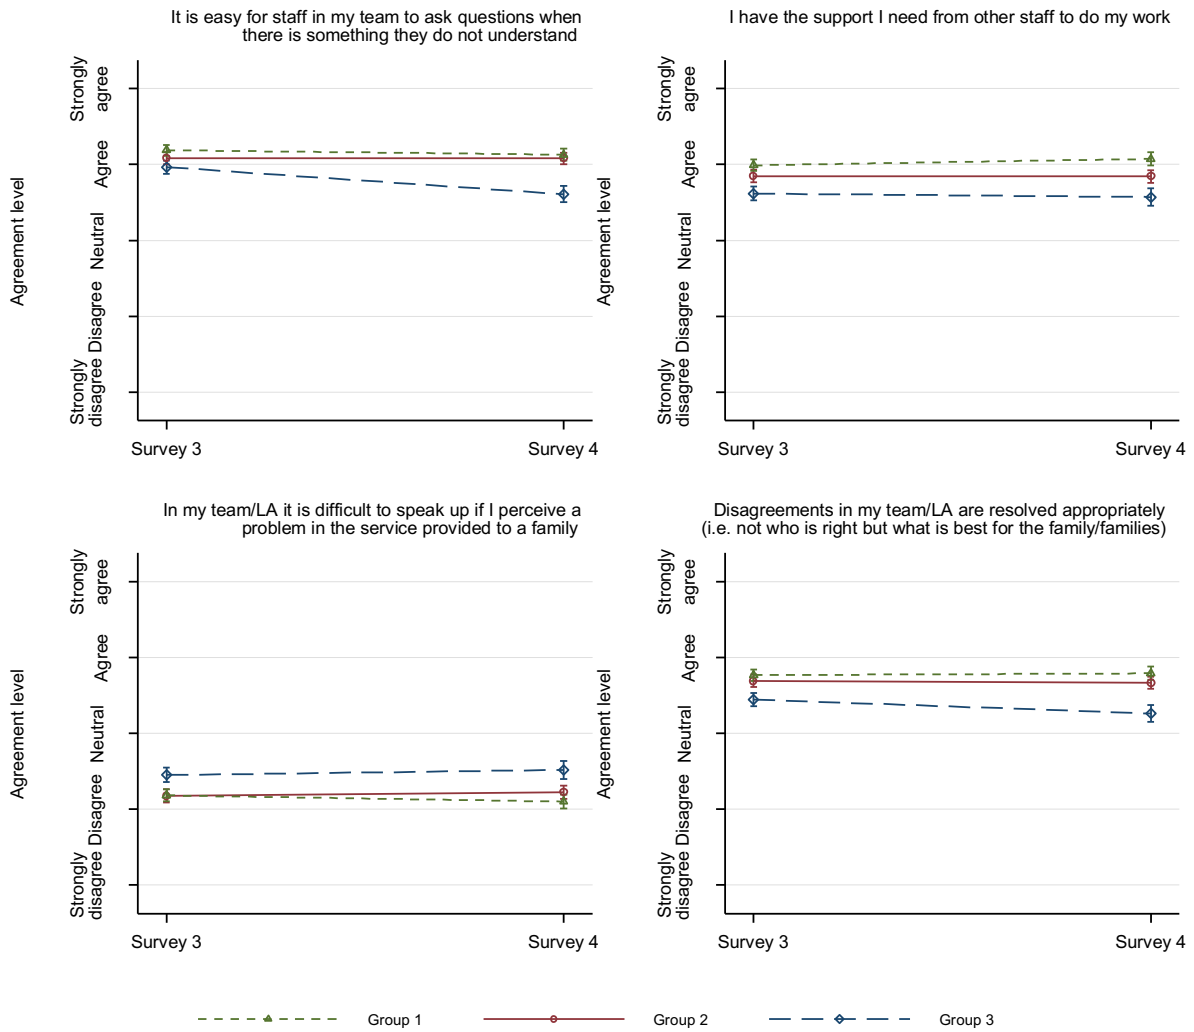 It is easy for staff in my team to ask questions when
there is something they do not understand
Agreement level
Strongly
agree
Agree
Neutral
Disagree
Strongly
disagree
Survey 3
Survey 4
I have the support I need from other staff to do my work
Agreement level
Strongly
agree
Agree
Neutral
Disagree
Strongly
disagree
Survey 3
Survey 4
In my team/LA it is difficult to speak up if I perceive a
problem in the service provided to a family
Agreement level
Strongly
agree
Agree
Neutral
Disagree
Strongly
disagree
Survey 3
Survey 4
Disagreements in my team/LA are resolved appropriately
(i.e. not who is right but what is best for the family/families)
Agreement level
Strongly
agree
Agree
Neutral
Disagree
Strongly
disagree
Survey 3
Survey 4
Group 1
Group 2
Group 3